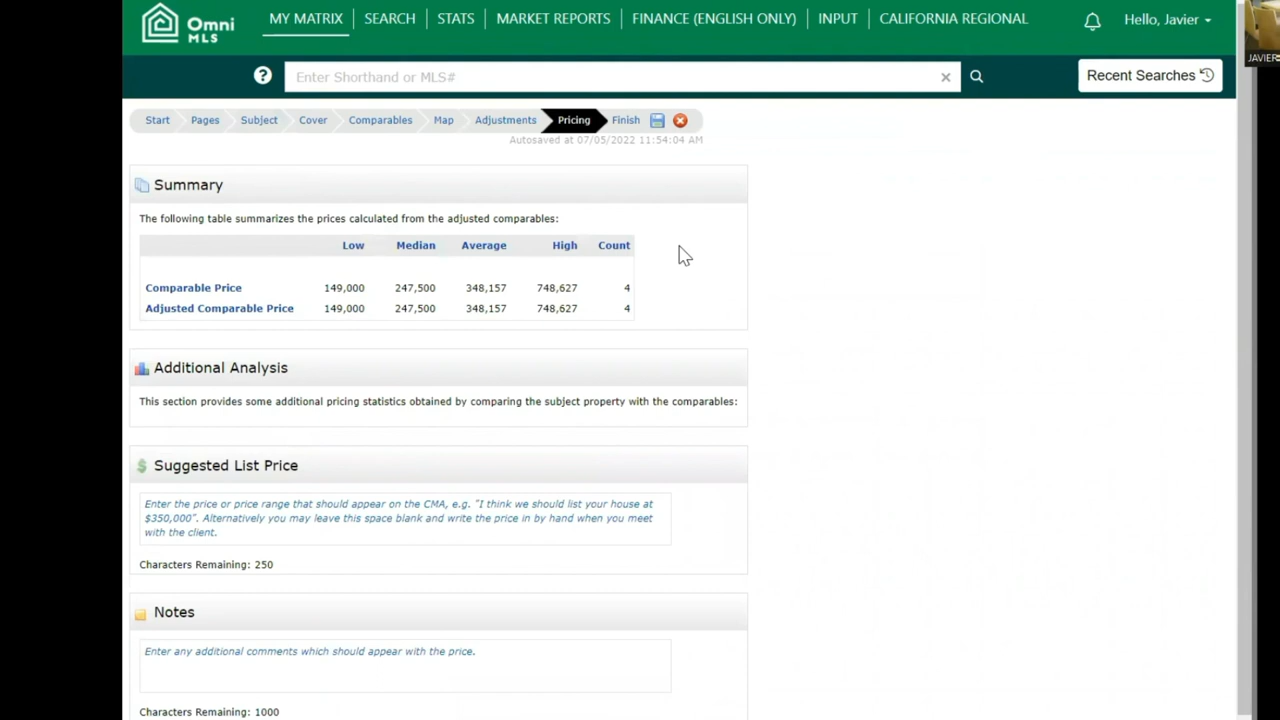 Omni
MLS
MY MATRIX SEARCH STATS MARKET REPORTS FINANCE (ENGLISH ONLY) INPUT CALIFORNIA REGIONAL
Hello, Javier
JAVIER
? Enter Shorthand or MLS# Recent Searches
Start Pages Subject Cover Comparables Map Adjustments Pricing Finish
Autosaved at 07/05/2022 11:54:04 AM
Summary
The following table summarizes the prices calculated from the adjusted comparables:
Low Median Average High Count
Comparable Price 149,000 247,500 348,157 748,627 4
Adjusted Comparable Price 149,000 247,500 348,157 748,627 4
Additional Analysis
This section provides some additional pricing statistics obtained by comparing the subject property with the comparables:
Suggested List Price
Enter the price or price range that should appear on the CMA, e.g. "I think we should list your house at
$350,000". Alternatively you may leave this space blank and write the price in by hand when you meet
with the client.
Characters Remaining: 250
Notes
Enter any additional comments which should appear with the price.
Characters Remaining: 1000